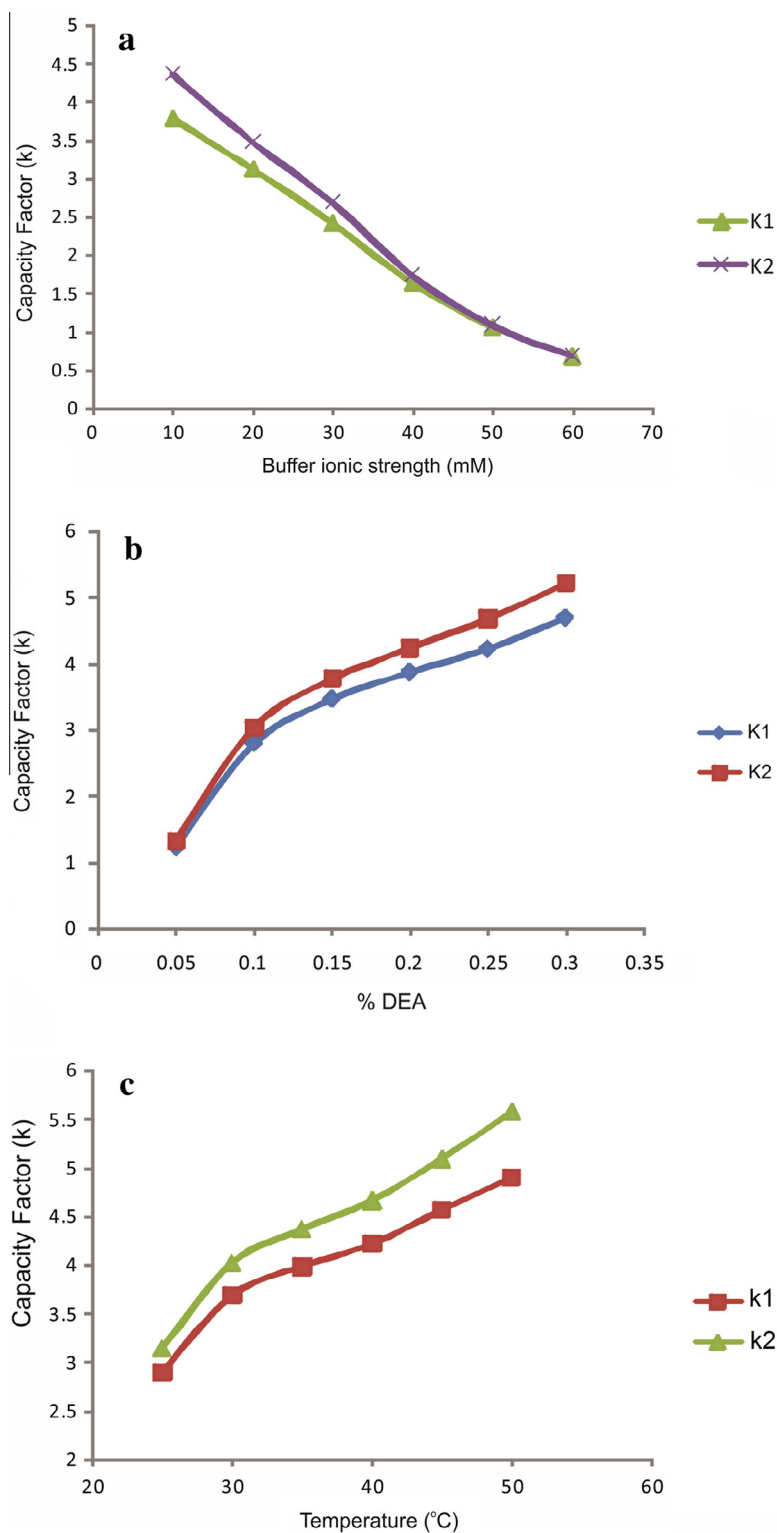 a
5
4.5
4
3.5
3
2.5
2
1.5
1
0.5
0
Capacity Factor (k)
0 10 20 30 40 50 60 70
Buffer ionic strength (mM)
K1
K2
b
6
5
4
3
2
1
0
Capacity Factor (k)
0 0.05 0.1 0.15 0.2 0.25 0.3 0.35
% DEA
K1
K2
c
6
5.5
5
4.5
4
3.5
3
2.5
2
Capacity Factor (k)
20 30 40 50 60
Temperature (°C)
k1
k2